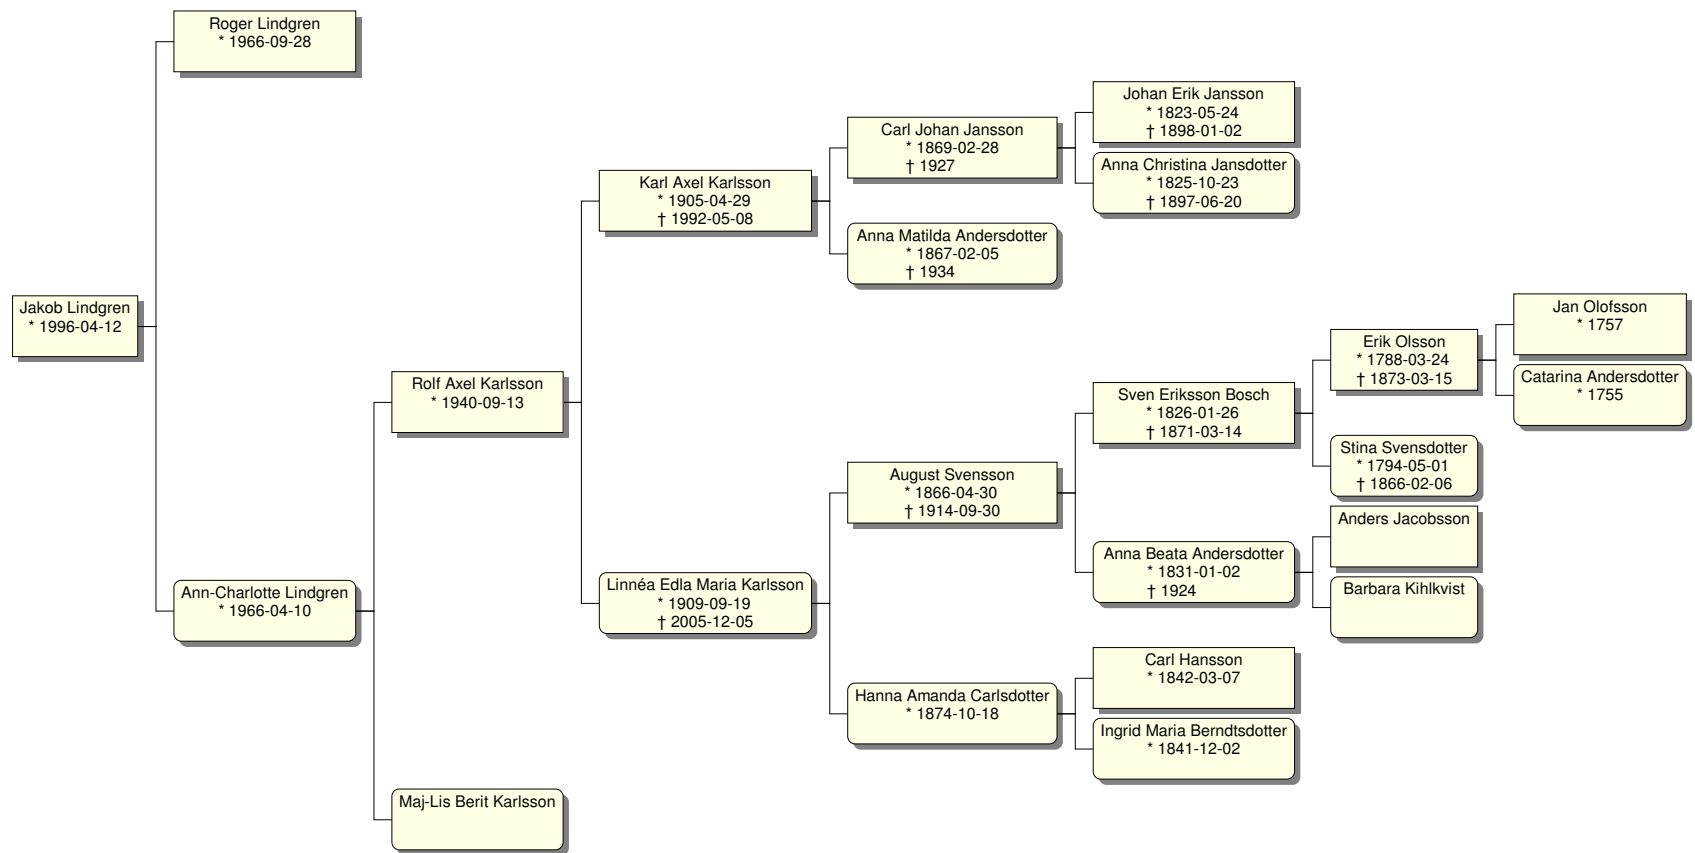 Roger Lindgren
* 1966-09-28
Johan Erik Jansson
* 1823-05-24
† 1898-01-02
Carl Johan Jansson
* 1869-02-28
† 1927
Anna Christina Jansdotter
* 1825-10-23
† 1897-06-20
Karl Axel Karlsson
* 1905-04-29
† 1992-05-08
Anna Matilda Andersdotter
* 1867-02-05
† 1934
Jakob Lindgren
* 1996-04-12
Jan Olofsson
* 1757
Erik Olsson
* 1788-03-24
† 1873-03-15
Catarina Andersdotter
* 1755
Rolf Axel Karlsson
* 1940-09-13
Sven Eriksson Bosch
* 1826-01-26
† 1871-03-14
Stina Svensdotter
* 1794-05-01
† 1866-02-06
August Svensson
* 1866-04-30
† 1914-09-30
Anders Jacobsson
Anna Beata Andersdotter
* 1831-01-02
† 1924
Barbara Kihlkvist
Ann-Charlotte Lindgren
* 1966-04-10
Linnéa Edla Maria Karlsson
* 1909-09-19
† 2005-12-05
Carl Hansson
* 1842-03-07
Hanna Amanda Carlsdotter
* 1874-10-18
Ingrid Maria Berndtsdotter
* 1841-12-02
Maj-Lis Berit Karlsson